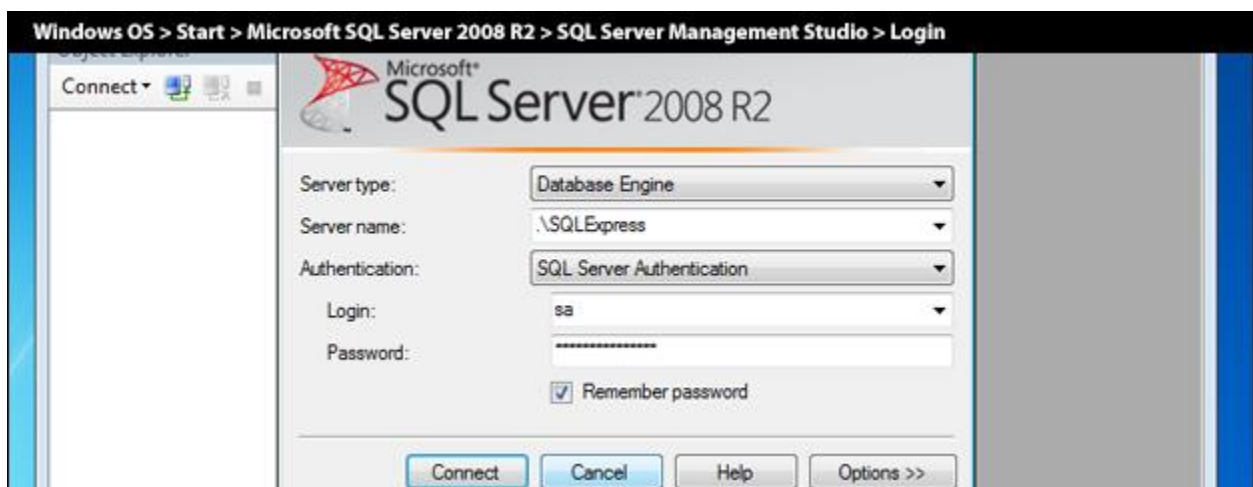 Windows OS > Start > Microsoft SQL Server 2008 R2 > SQL Server Management Studio > Login
Connect
Microsoft®
SQL Server® 2008 R2
Server type: Database Engine
Server name: .\SQLExpress
Authentication: SQL Server Authentication
Login: sa
Password: ***************
Remember password
Connect Cancel Help Options >>